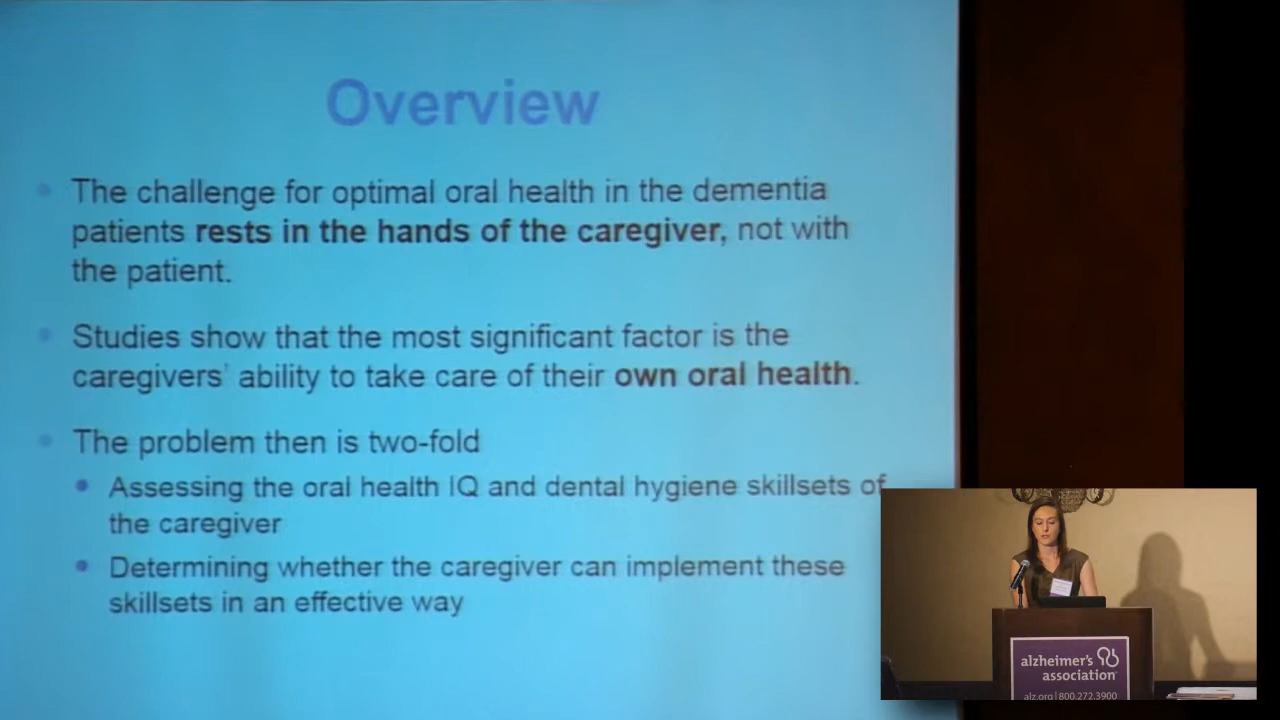 Overview
The challenge for optimal oral health in the dementia
patients rests in the hands of the caregiver, not with
the patient.
Studies show that the most significant factor is the
caregivers' ability to take care of their own oral health.
The problem then is two-fold
Assessing the oral health IQ and dental hygiene skillsets of
the caregiver
Determining whether the caregiver can implement these
skillsets in an effective way
alzheimer's
association
alz.org|800.272.3900